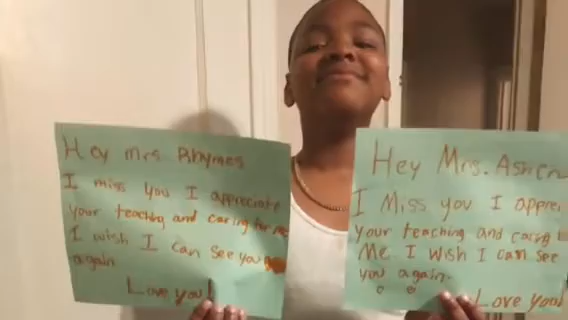 Hey Mrs Rhymes
I miss you I appreciate
your teaching and caring for me
I wish I can see you
again
Love you!
Hey Mrs.
I Miss you I apprei
your teaching and caring
Me I Wish I can see
you again.
Love you!